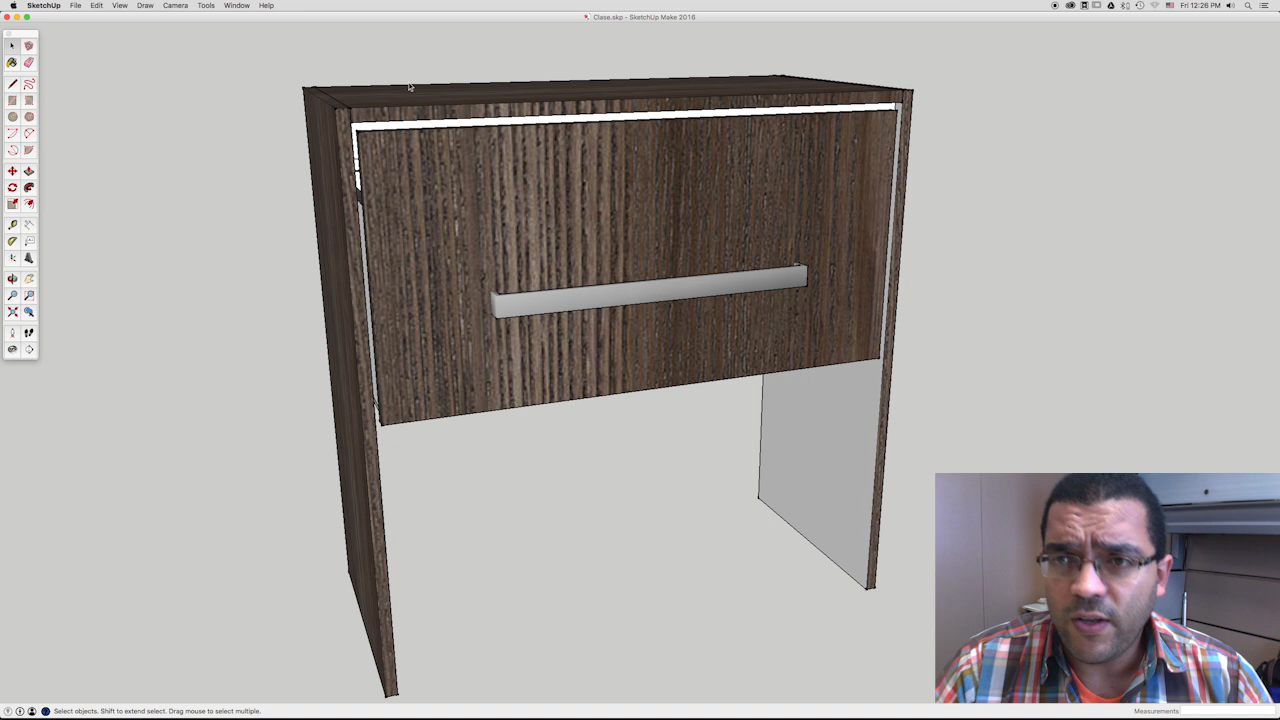 SketchUp File Edit View Draw Camera Tools Window Help Fri 12:26 PM
Clase.skp - SketchUp Make 2016
Select objects. Shift to extend select. Drag mouse to select multiple. Measurements